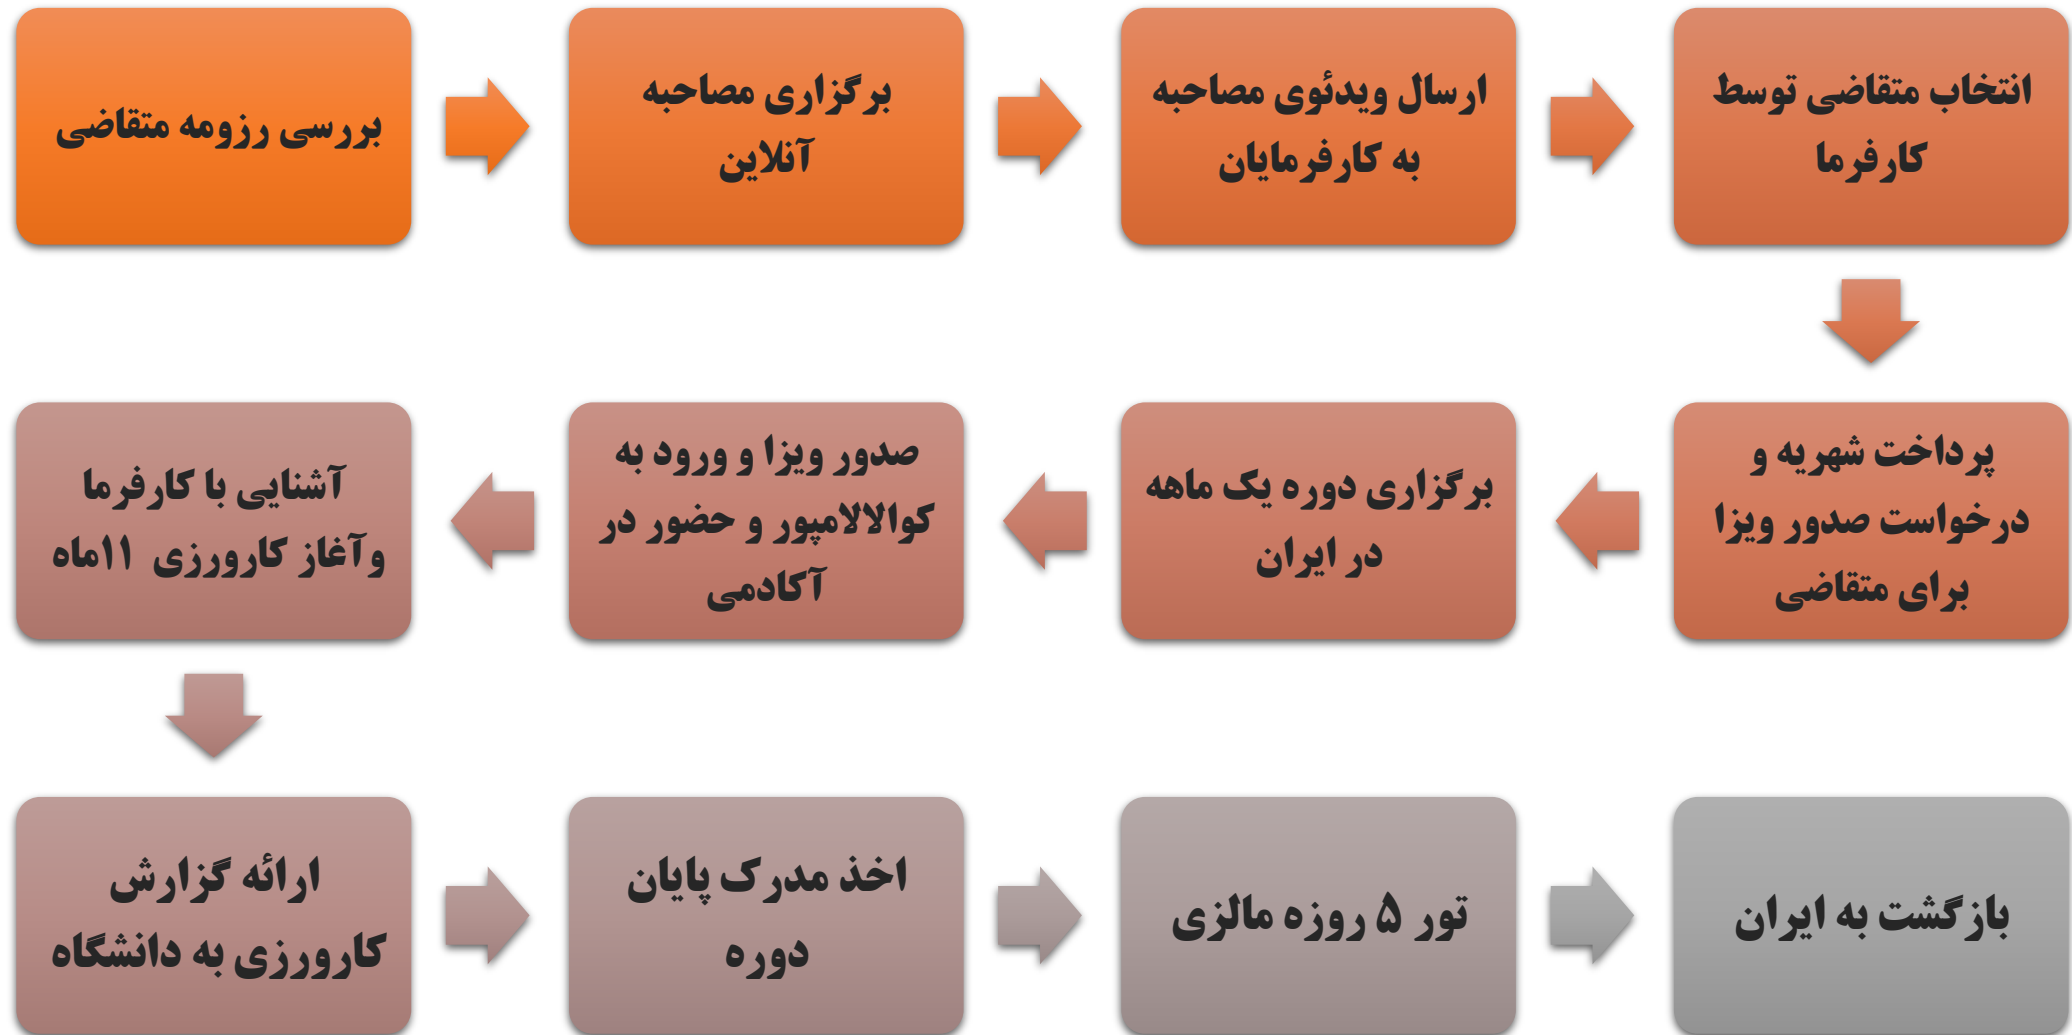 بررسی رزومه متقاضی
برگزاری مصاحبه
آنلاین
ارسال ویدئوی مصاحبه
به کارفرمایان
انتخاب متقاضی توسط
کارفرما
پرداخت شهریه و
درخواست صدور ویزا
برای متقاضی
برگزاری دوره یک ماهه
در ایران
صدور ویزا و ورود به
کوالالامپور و حضور در
آکادمی
آشنایی با کارفرما
وآغاز کارورزی ۱۱ماه
ارائه گزارش
کارورزی به دانشگاه
اخذ مدرک پایان
دوره
تور ۵ روزه مالزی
بازگشت به ایران